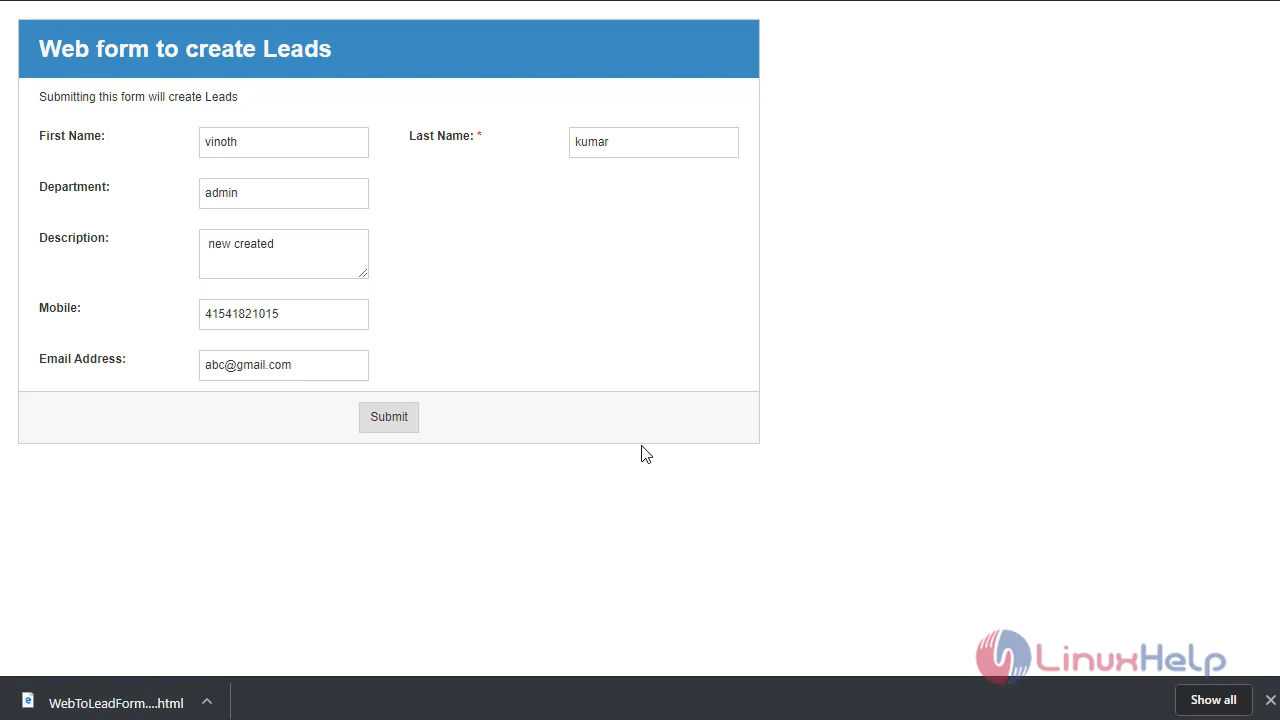 Web form to create Leads
Submitting this form will create Leads
First Name: vinoth Last Name: * kumar
Department: admin
Description: new created
Mobile: 41541821015
Email Address: abc@gmail.com
Submit
LinuxHelp
WebToLeadForm....html Show all